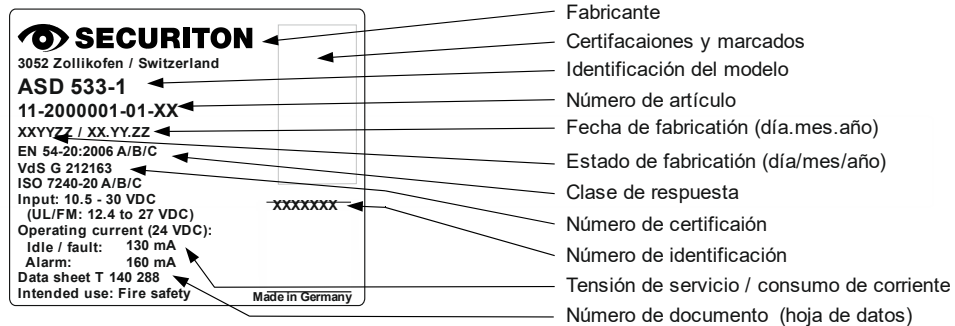 SECURITON
3052 Zollikofen / Switzerland
ASD 533-1
11-2000001-01-XX
XXYYZZ / XX.YY.ZZ
EN 54-20:2006 A/B/C
VdS G 212163
ISO 7240-20 A/B/C
Input: 10.5 - 30 VDC
(UL/FM: 12.4 to 27 VDC)
Operating current (24 VDC):
Idle / fault: 130 mA
Alarm: 160 mA
Data sheet T 140 288
Intended use: Fire safety
XXXXXXX
Made in Germany
Fabricante
Certifacaiones y marcados
Identificación del modelo
Número de artículo
Fecha de fabricatión (día.mes.año)
Estado de fabricatión (día/mes/año)
Clase de respuesta
Número de certificaión
Número de identificación
Tensión de servicio / consumo de corriente
Número de documento (hoja de datos)